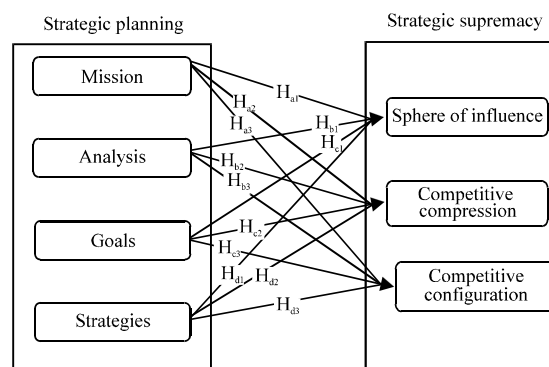 Strategic planning
Strategic supremacy
Mission
Analysis
Goals
Strategies
Ha1
Ha2
Ha3
Hb1
Hc1
Hb2
Hb3
Hc2
Hc3
Hd1
Hd2
Hd3
Sphere of influence
Competitive
compression
Competitive
configuration